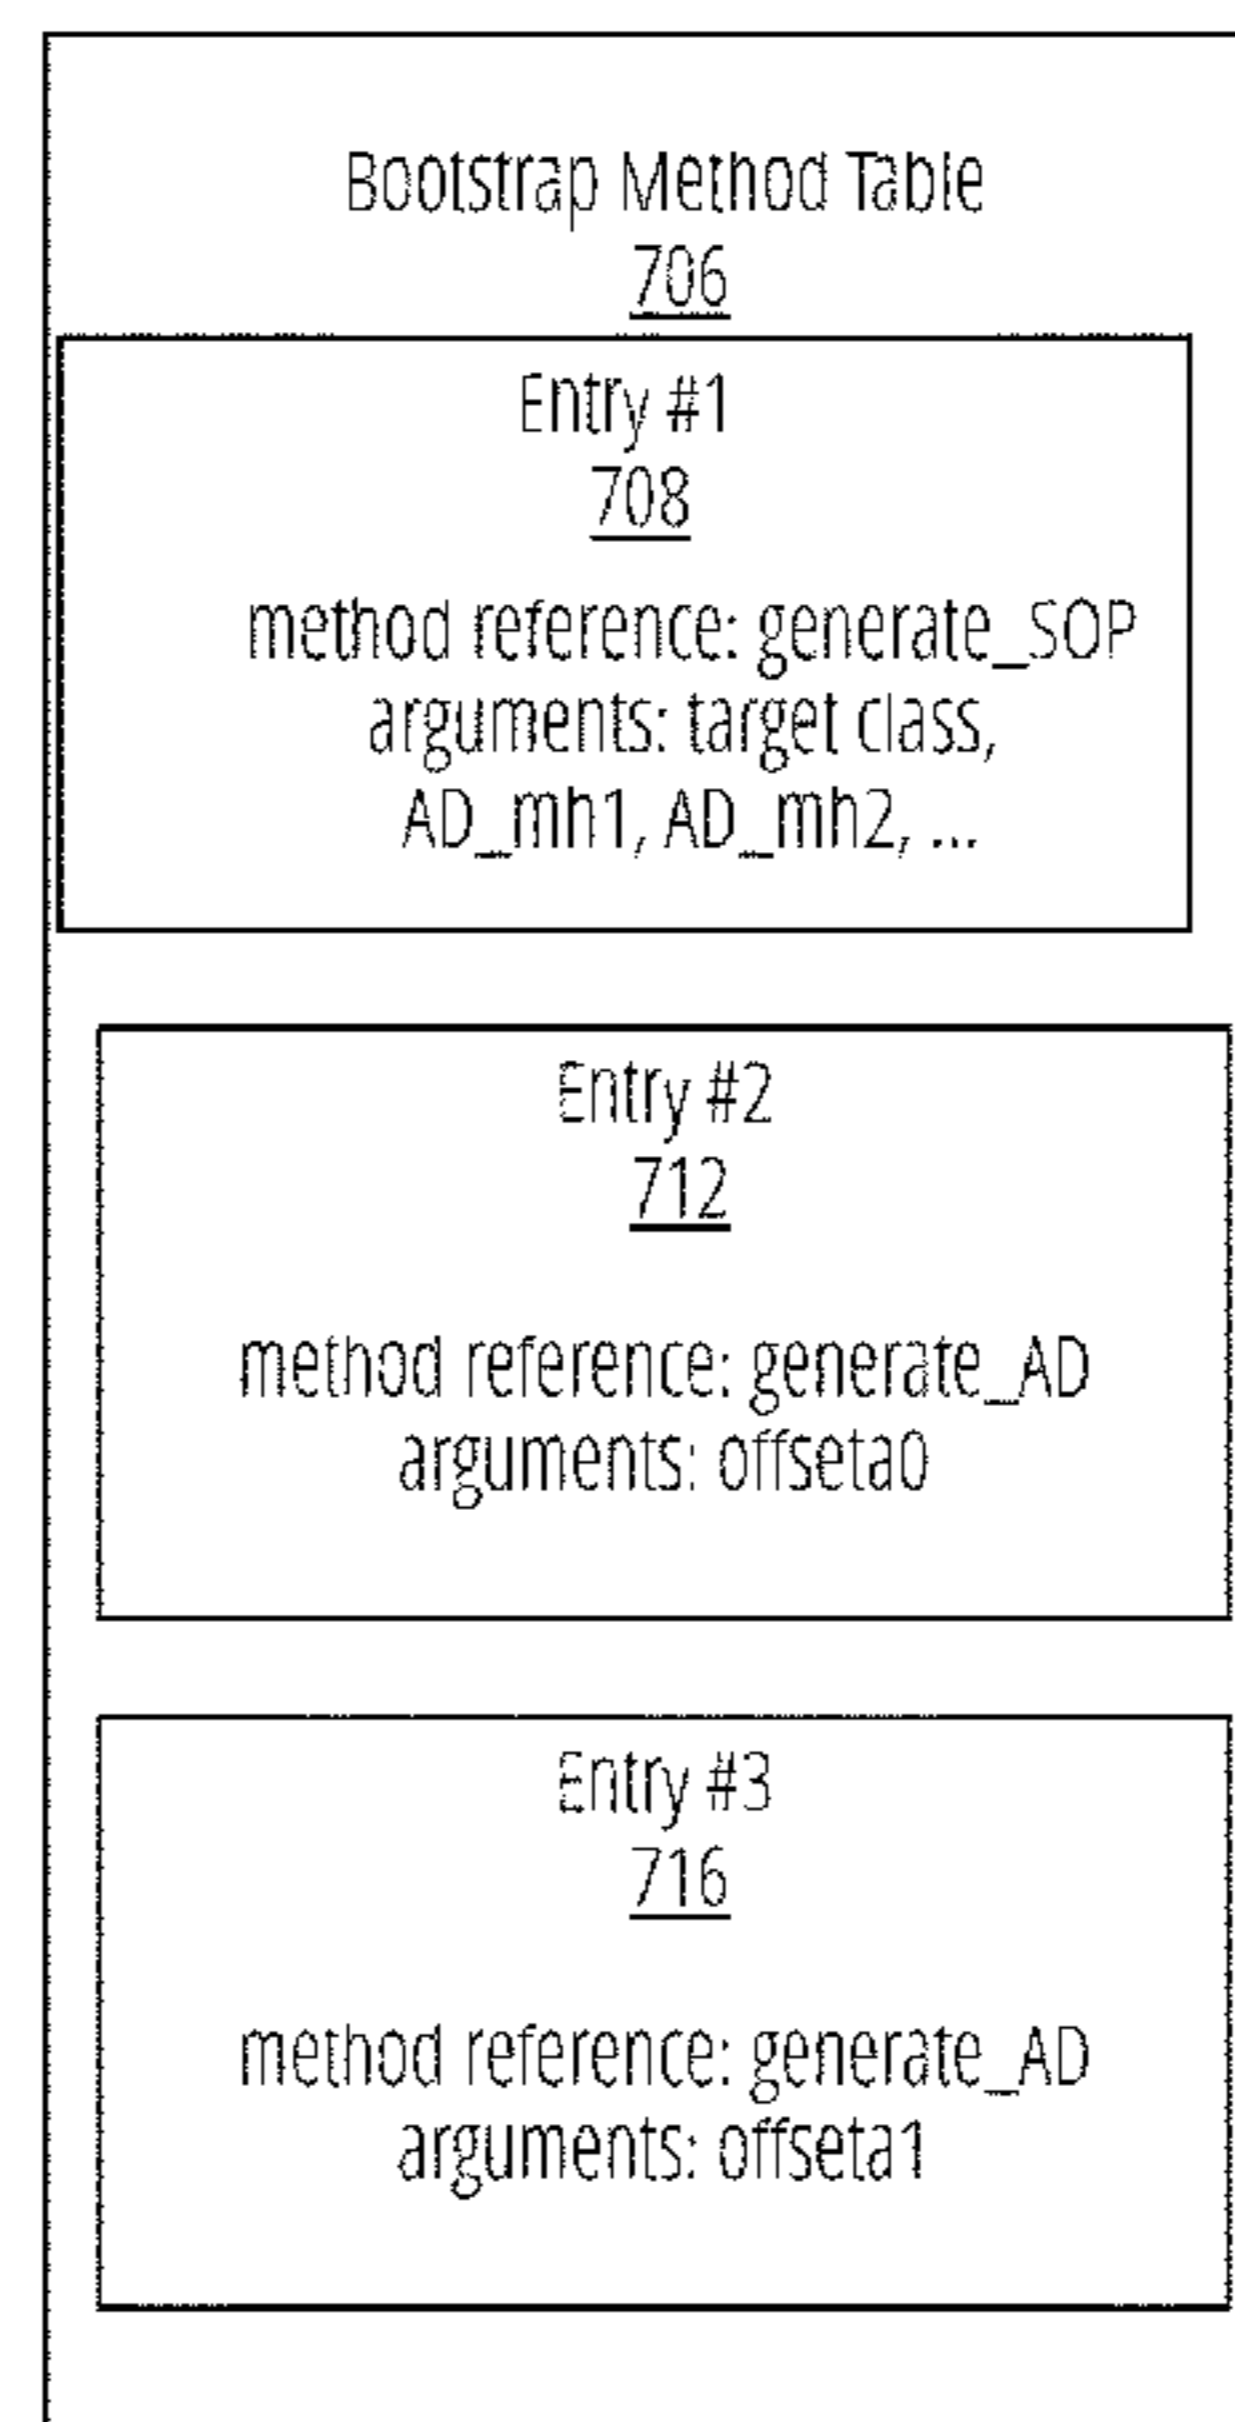 Bootstrap Method Table
706
Entry #1
708
method reference: generate_SOP
arguments: target class,
AD_mh1, AD_mh2, ...
Entry #2
712
method reference: generate_AD
arguments: offseta0
Entry #3
716
method reference: generate_AD
arguments: offseta1